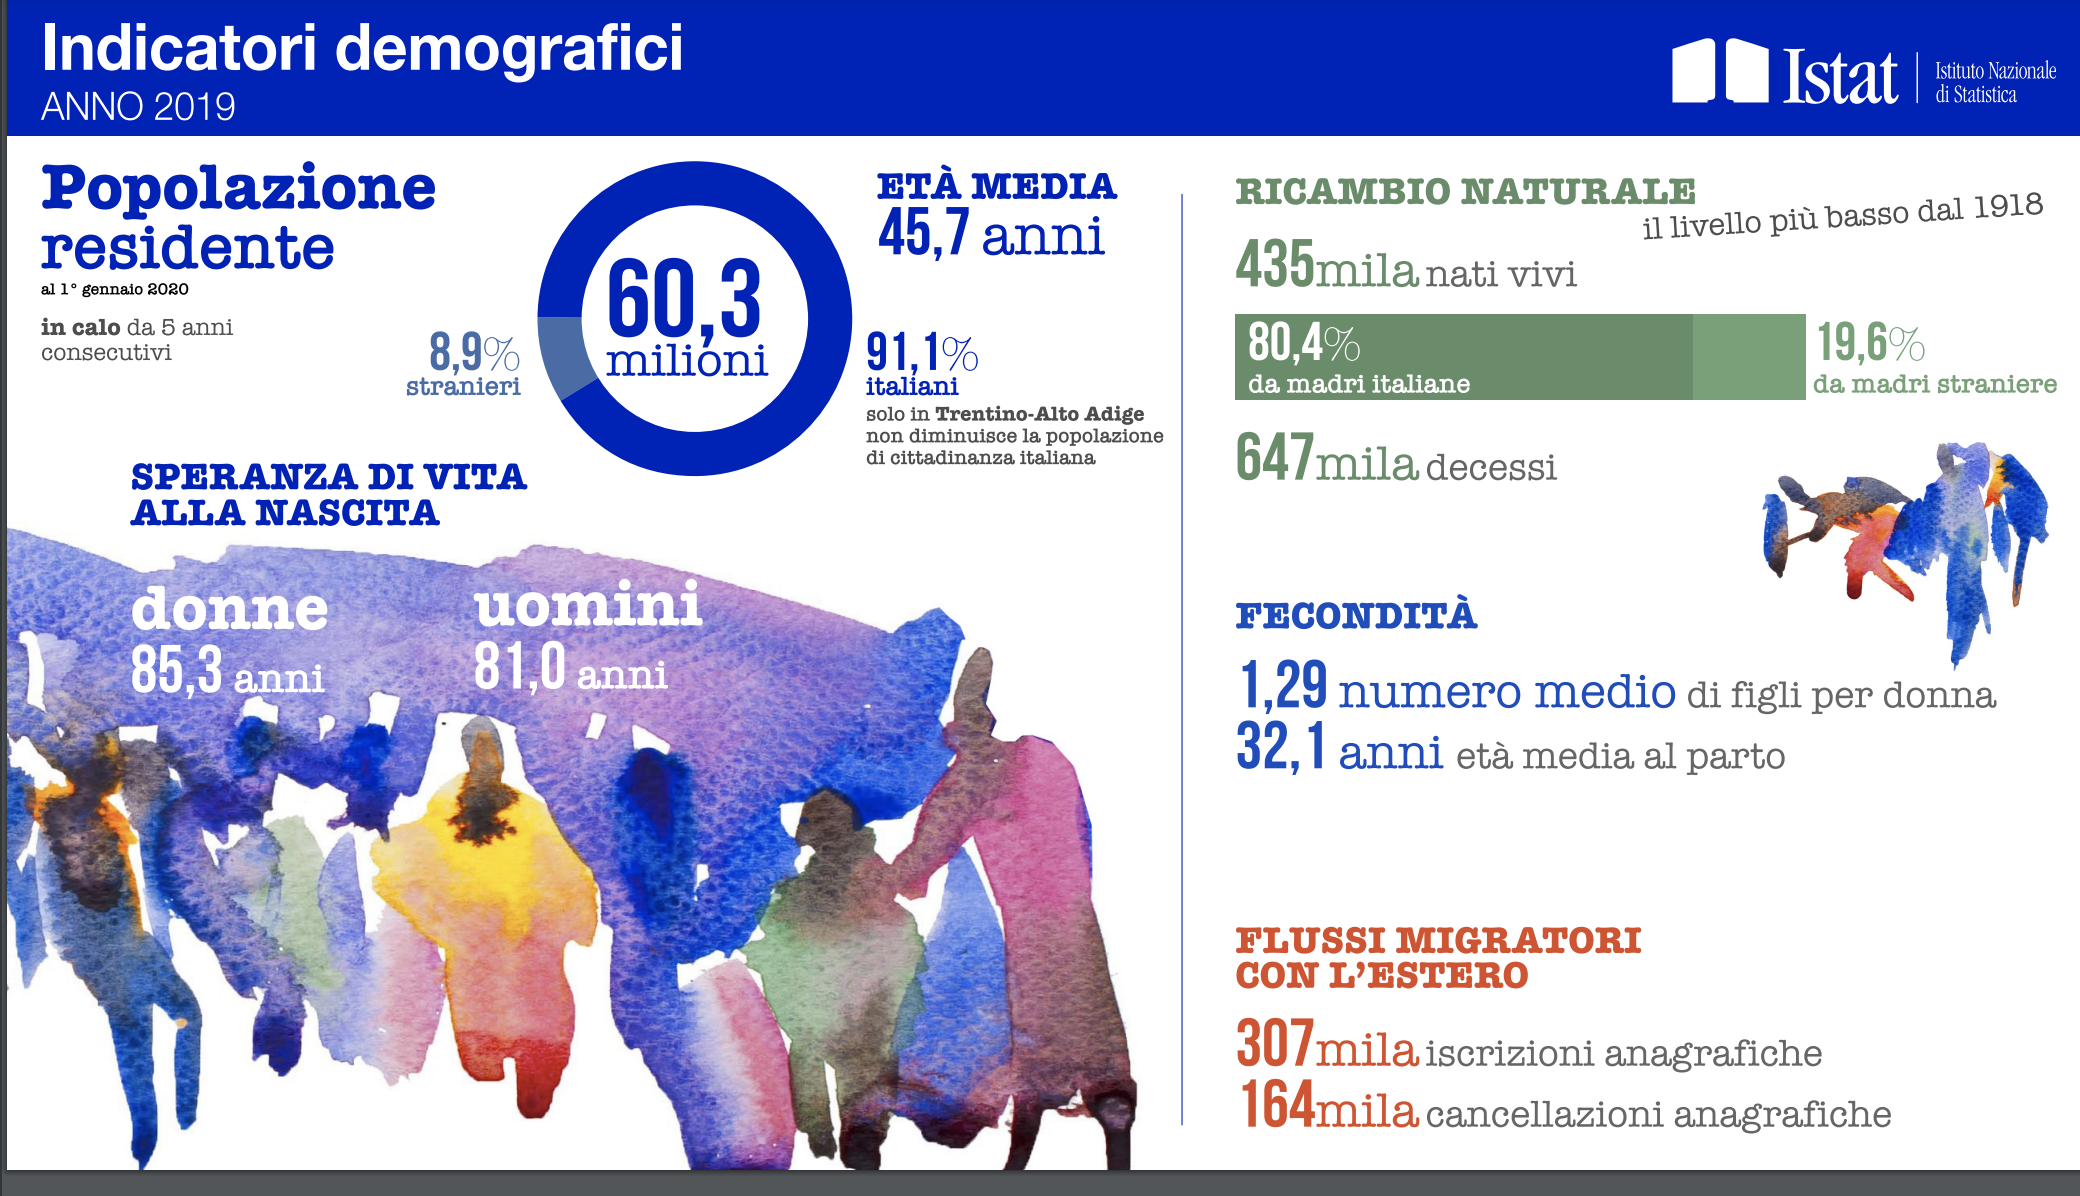 Indicatori demografici
ANNO 2019
Istat
Istituto Nazionale
di Statistica
Popolazione
residente
al 1° gennaio 2020
in calo da 5 anni
consecutivi
60,3
milioni
8,9%
stranieri
ETÀ MEDIA
45,7 anni
91,1%
italiani
solo in Trentino-Alto Adige
non diminuisce la popolazione
di cittadinanza italiana
SPERANZA DI VITA
ALLA NASCITA
donne
85,3 anni
uomini
81,0 anni
RICAMBIO NATURALE
il livello più basso dal 1918
435mila nati vivi
80,4%
da madri italiane
19,6%
da madri straniere
647mila decessi
FECONDITÀ
1,29 numero medio di figli per donna
32,1 anni età media al parto
FLUSSI MIGRATORI
CON L'ESTERO
307mila iscrizioni anagrafiche
164mila cancellazioni anagrafiche